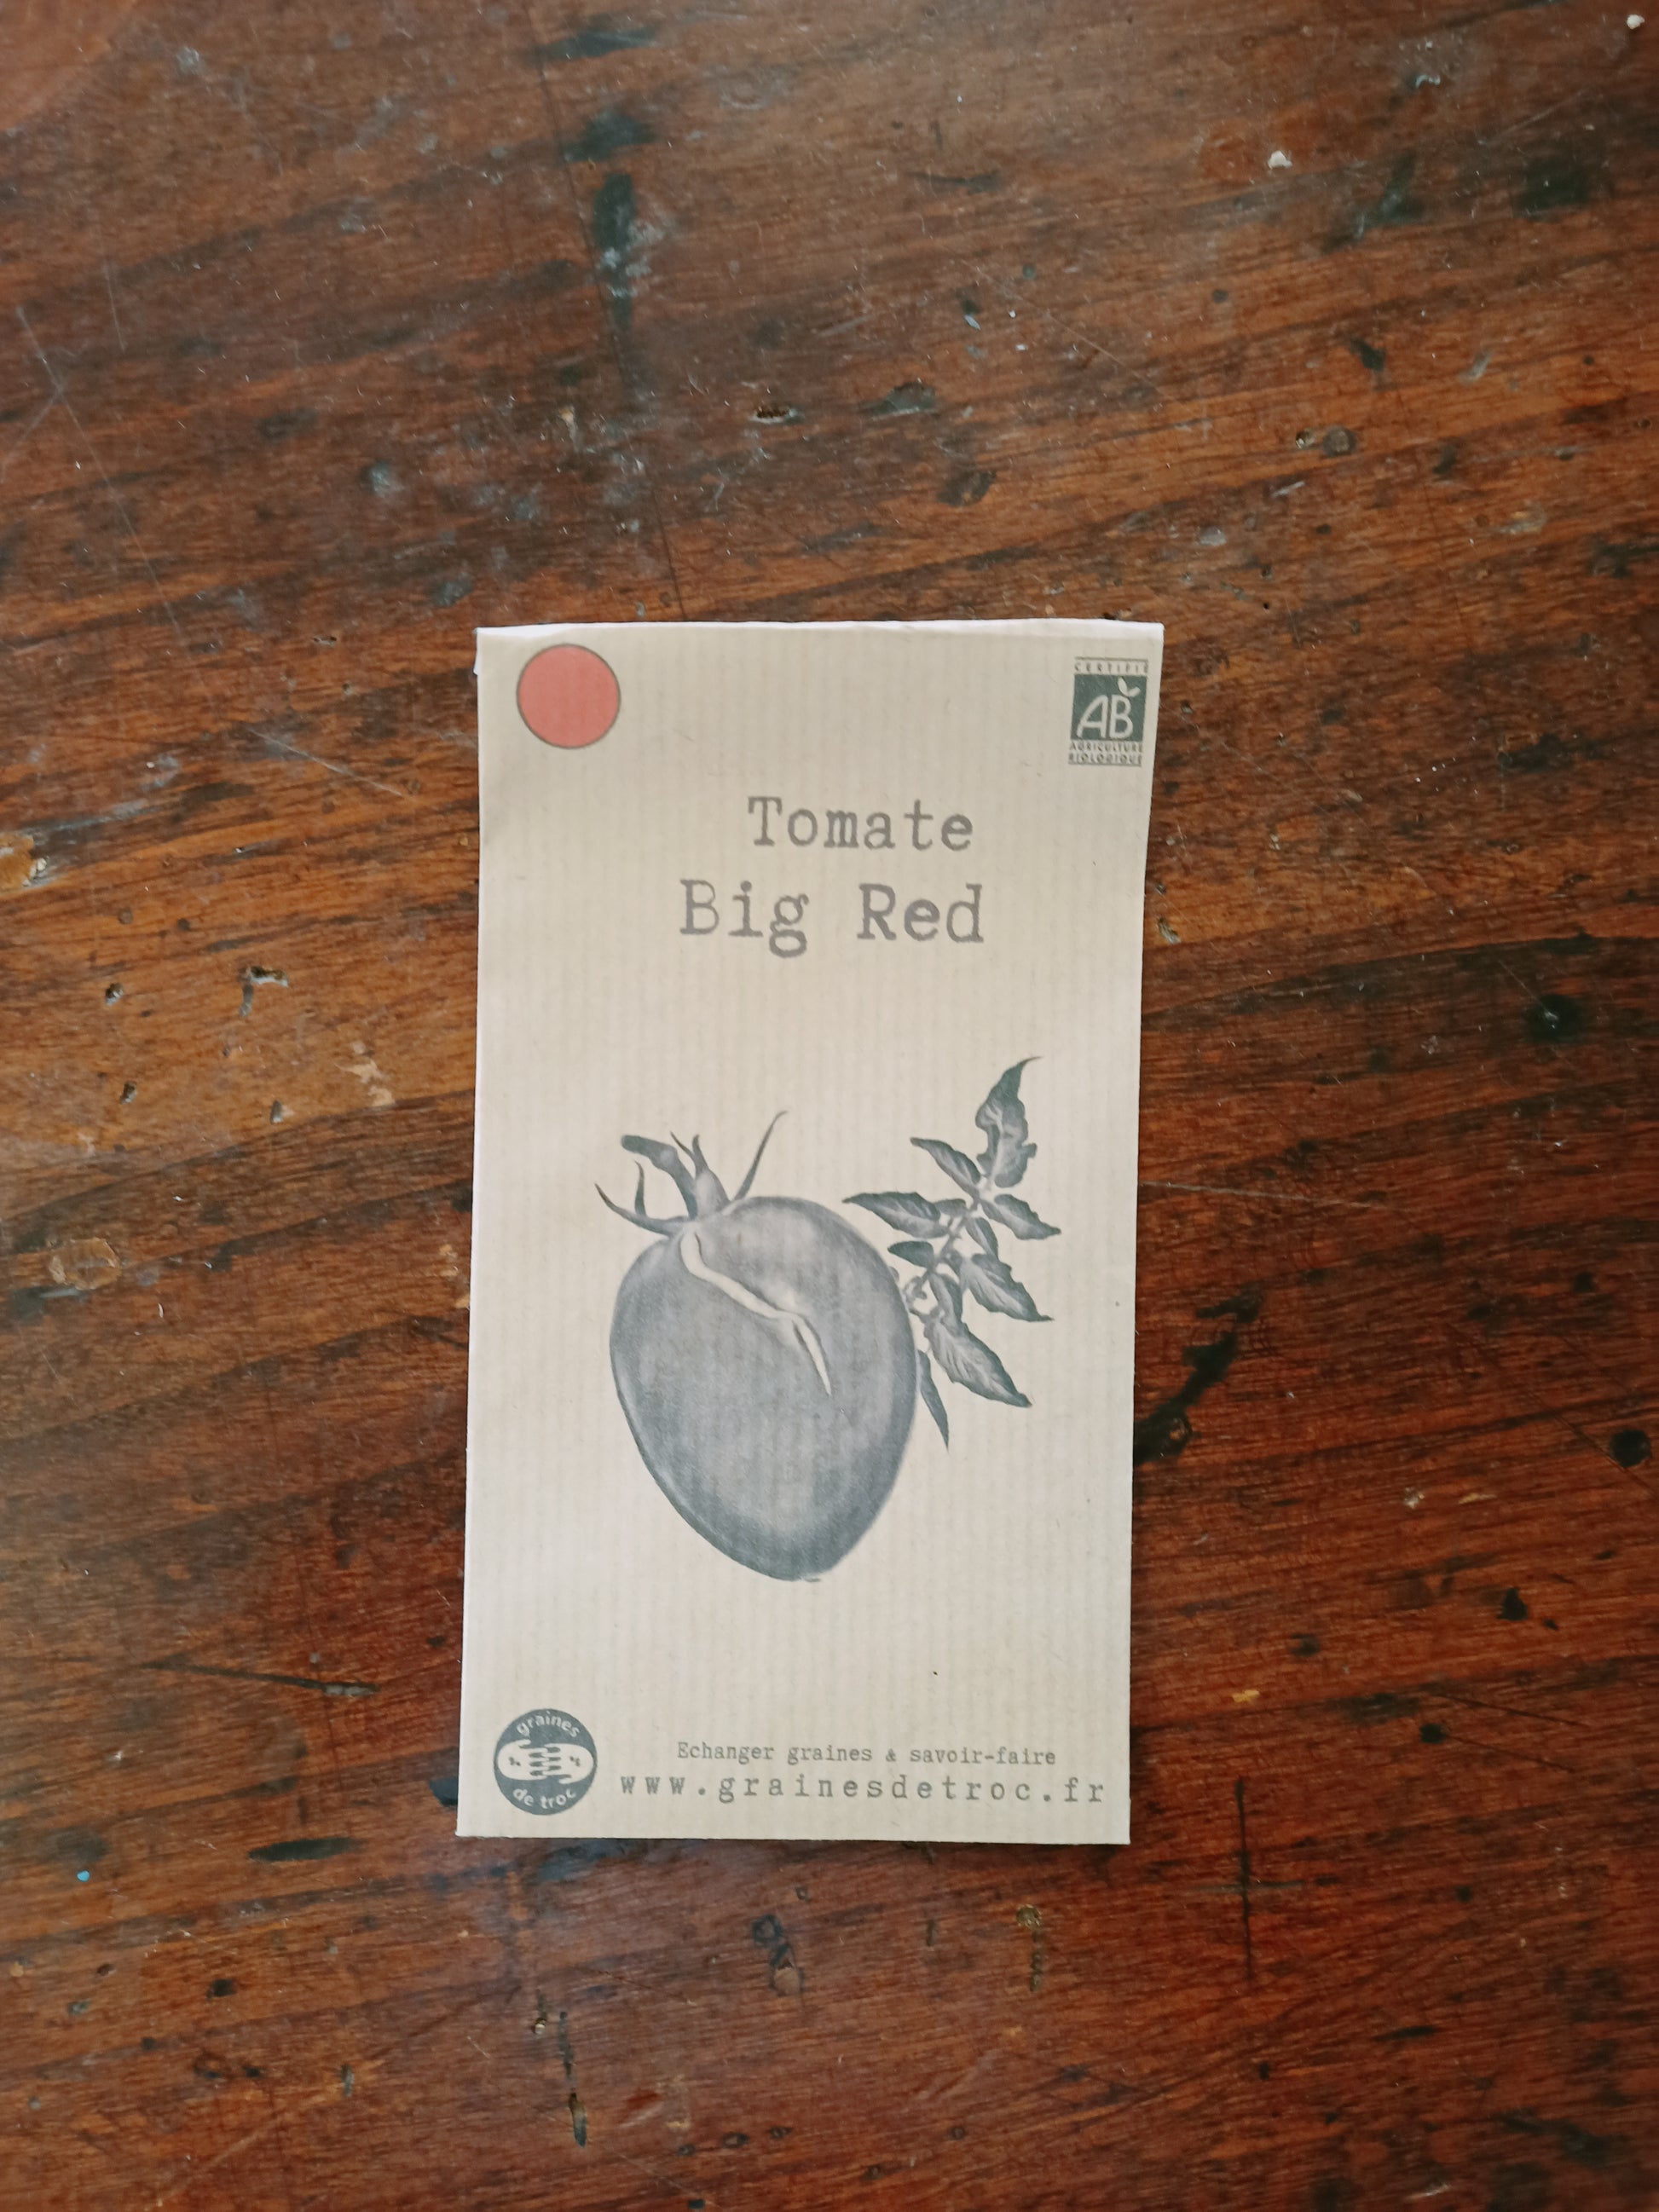 CERTIFIÉ
AB
AGRICULTURE
BIOLOGIQUE
Tomate
Big Red
graines
de troc
Echanger graines & savoir-faire
www.grainesdetroc.fr